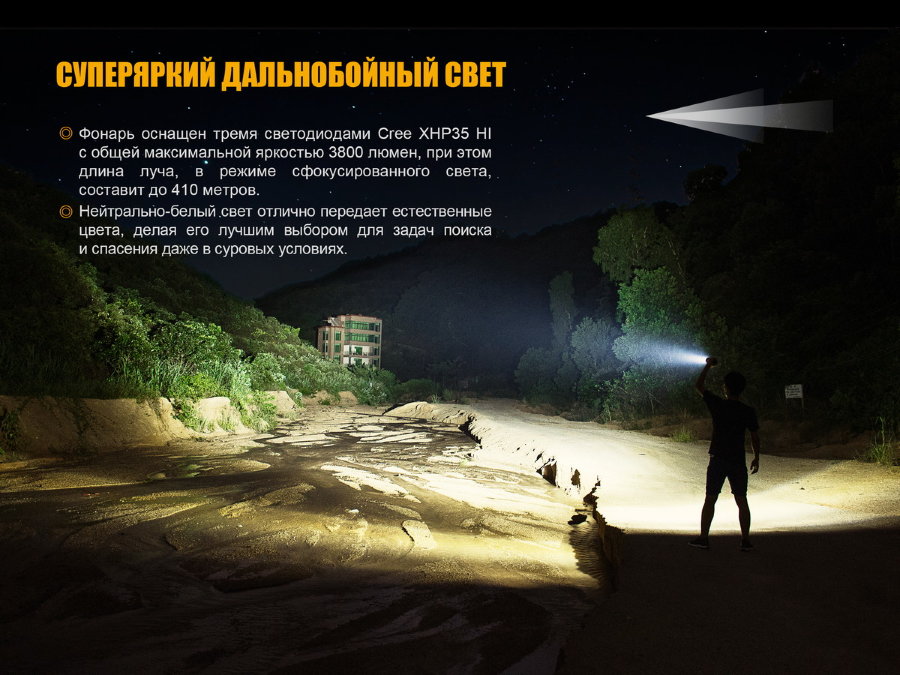 СУПЕРЯРКИЙ ДАЛЬНОБОЙНЫЙ СВЕТ
Фонарь оснащен тремя светодиодами Cree XHP35 HI
с общей максимальной яркостью 3800 люмен, при этом
длина луча, в режиме сфокусированного света,
составит до 410 метров.
Нейтрально-белый свет отлично передает естественные
цвета, делая его лучшим выбором для задач поиска
и спасения даже в суровых условиях.